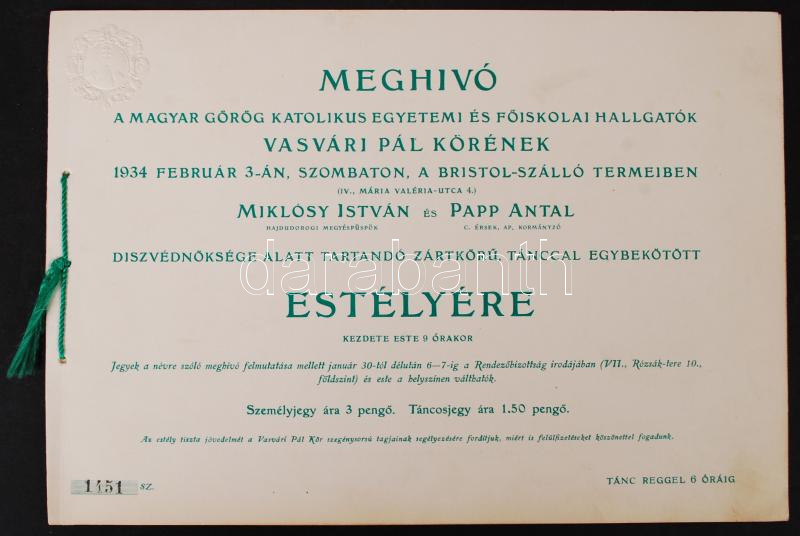 MEGHIVÓ
A MAGYAR GÖRÖG KATOLIKUS EGYETEMI ÉS FŐISKOLAI HALLGATÓK
VASVÁRI PÁL KÖRÉNEK
1934 FEBRUÁR 3-ÁN, SZOMBATON, A BRISTOL-SZÁLLÓ TERMEIBEN
(IV., MÁRIA VALÉRIA-UTCA 4.)
MIKLÓSY ISTVÁN ÉS PAPP ANTAL
HAJDUDOROGI MEGYÉSPÜSPÖK C. ÉRSEK, AP. KORMÁNYZÓ
DISZVÉDNÖKSÉGE ALATT TARTANDÓ ZÁRTKÖRŰ, TÁNCCAL EGYBEKÖTÖTT
darabanth
ESTÉLYÉRE
KEZDETE ESTE 9 ÓRAKOR
Jegyek a névre szóló meghivó felmutatása mellett január 30-tól délután 6—7-ig a Rendezőbizottság irodájában (VII., Rózsák-tere 10.,
földszint) és este a helyszínen válthatók.
Személyjegy ára 3 pengő. Táncosjegy ára 1.50 pengő.
Az estély tiszta jövedelmét a Vasvári Pál Kör szegénysorsú tagjainak segélyezésére fordítjuk, miért is felülfizetéseket köszönettel fogadunk.
1451 SZ.
TÁNC REGGEL 6 ÓRÁIG